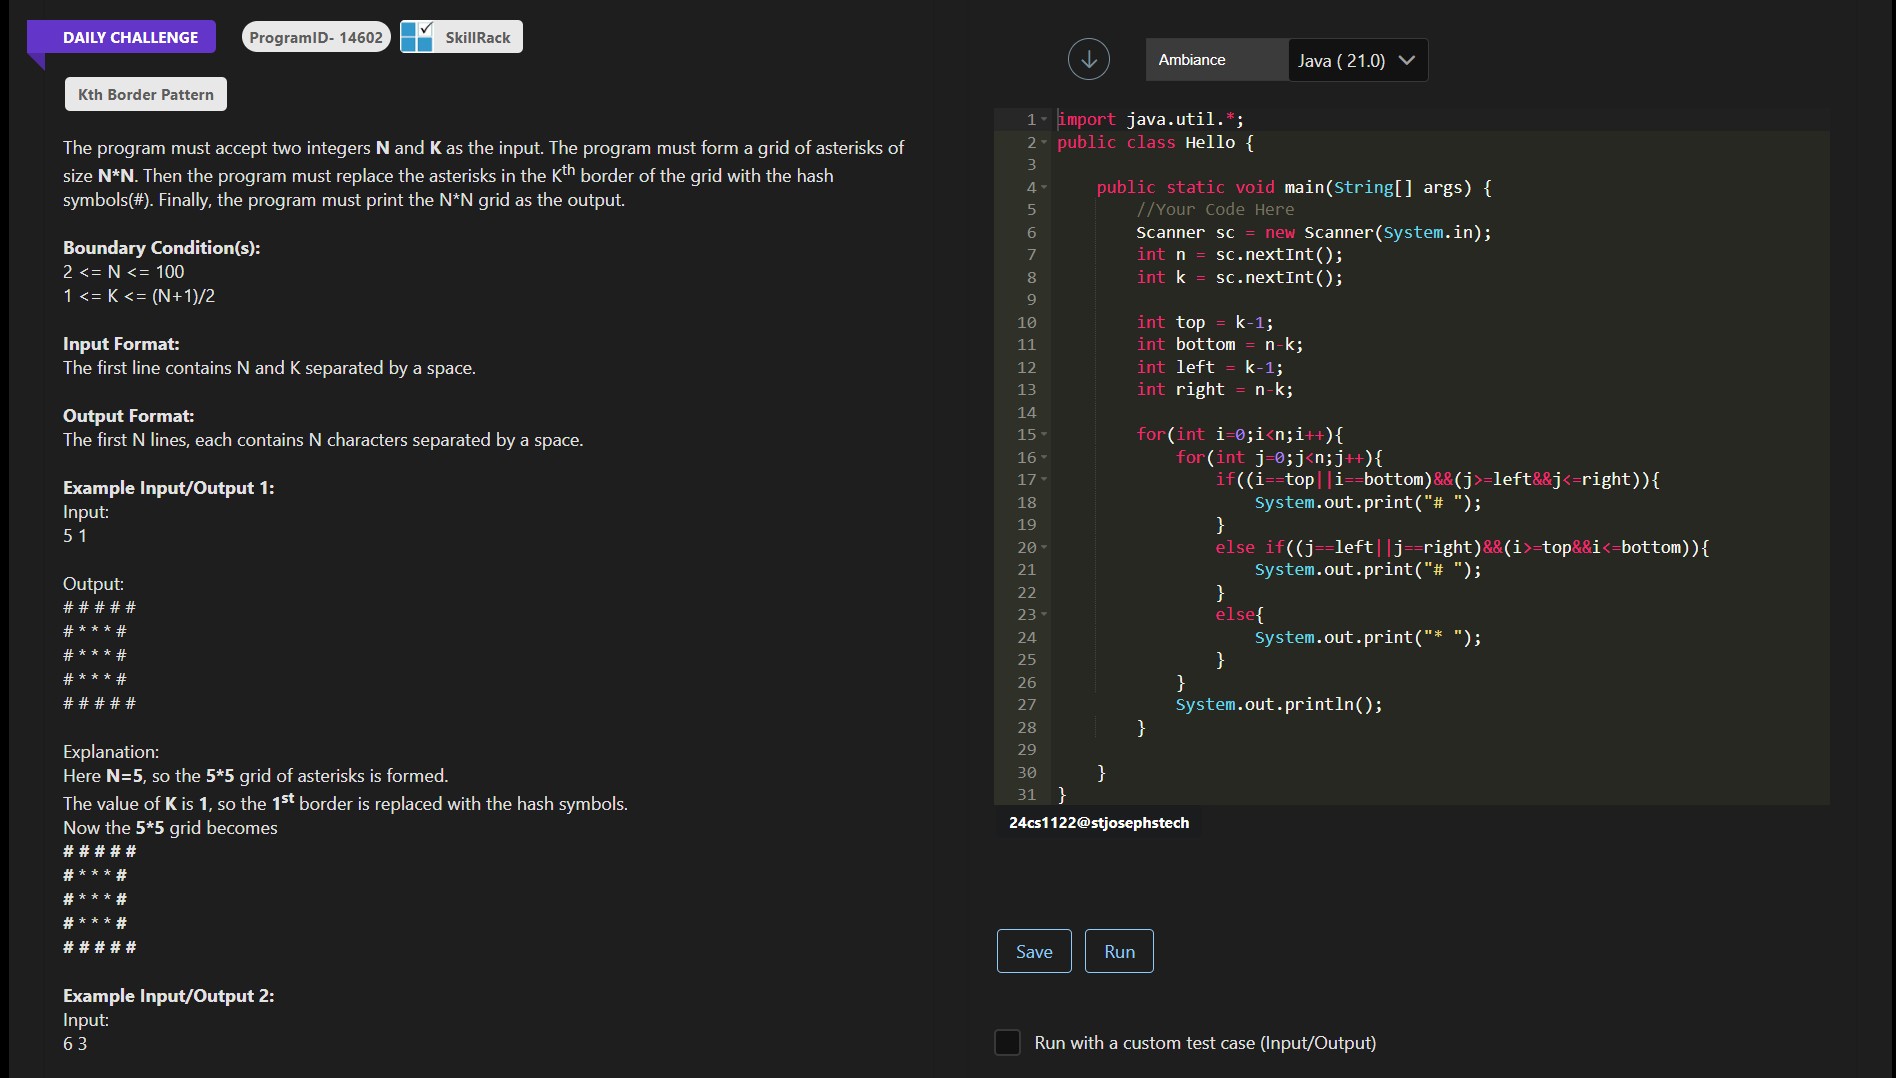 DAILY CHALLENGE
ProgramID- 14602
SkillRack
Kth Border Pattern
The program must accept two integers N and K as the input. The program must form a grid of asterisks of
size N*N. Then the program must replace the asterisks in the Kth border of the grid with the hash
symbols(#). Finally, the program must print the N*N grid as the output.
Boundary Condition(s):
2 <= N <= 100
1 <= K <= (N+1)/2
Input Format:
The first line contains N and K separated by a space.
Output Format:
The first N lines, each contains N characters separated by a space.
Example Input/Output 1:
Input:
5 1
Output:
# # # # #
# * * * #
# * * * #
# * * * #
# # # # #
Explanation:
Here N=5, so the 5*5 grid of asterisks is formed.
The value of K is 1, so the 1st border is replaced with the hash symbols.
Now the 5*5 grid becomes
# # # # #
# * * * #
# * * * #
# * * * #
# # # # #
Example Input/Output 2:
Input:
6 3
Ambiance
Java ( 21.0)
1 import java.util.*;
2 public class Hello {
3
4     public static void main(String[] args) {
5         //Your Code Here
6         Scanner sc = new Scanner(System.in);
7         int n = sc.nextInt();
8         int k = sc.nextInt();
9
10         int top = k-1;
11         int bottom = n-k;
12         int left = k-1;
13         int right = n-k;
14
15         for(int i=0;i<n;i++){
16             for(int j=0;j<n;j++){
17                 if((i==top||i==bottom)&&(j>=left&&j<=right)){
18                     System.out.print("# ");
19                 }
20                 else if((j==left||j==right)&&(i>=top&&i<=bottom)){
21                     System.out.print("# ");
22                 }
23                 else{
24                     System.out.print("* ");
25                 }
26             }
27             System.out.println();
28         }
29
30     }
31 }
24cs1122@stjosephstech
Save
Run
Run with a custom test case (Input/Output)